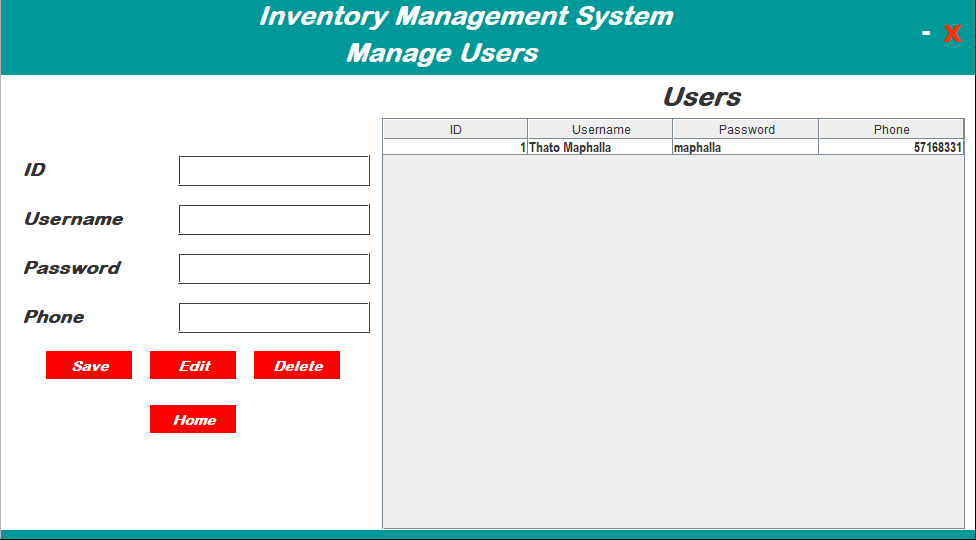 Inventory Management System
Manage Users
- X
Users
ID Username Password Phone
1 Thato Maphalla maphalla 57168331
ID
Username
Password
Phone
Save Edit Delete
Home